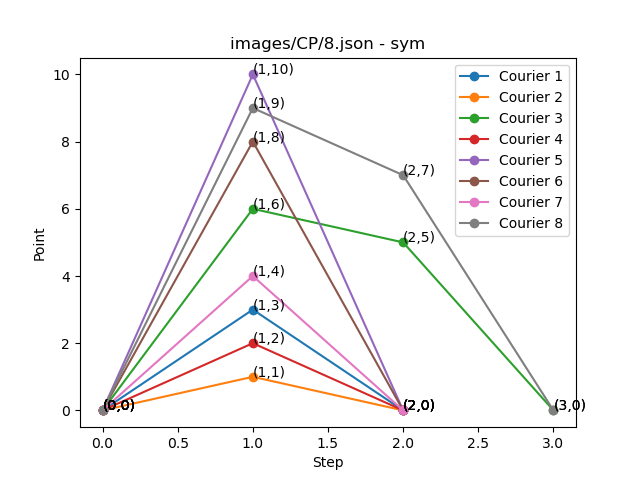 images/CP/8.json - sym
10
8
6
4
2
0
Point
(1,10)
(1,9)
(1,8)
(2,7)
(1,6)
(2,5)
(1,4)
(1,3)
(1,2)
(1,1)
(0,0)
(2,0)
(3,0)
Courier 1
Courier 2
Courier 3
Courier 4
Courier 5
Courier 6
Courier 7
Courier 8
0.0 0.5 1.0 1.5 2.0 2.5 3.0
Step